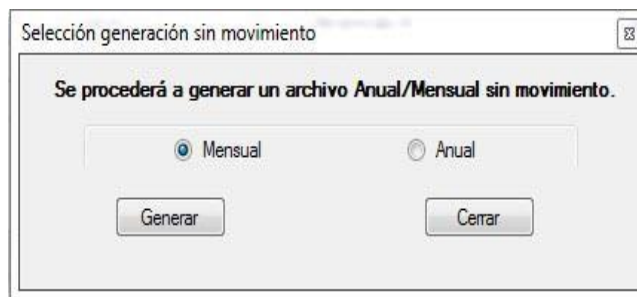 Selección generación sin movimiento
Se procederá a generar un archivo Anual/Mensual sin movimiento.
Mensual Anual
Generar Cerrar